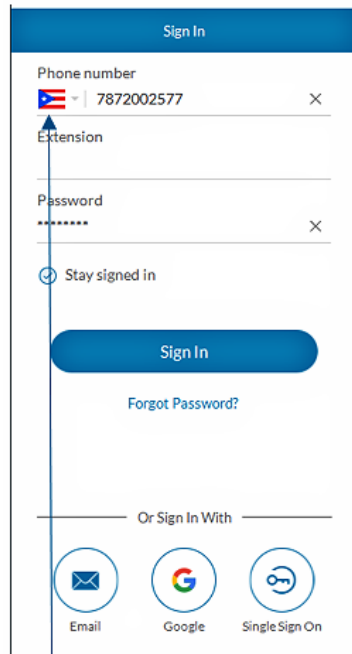 Sign In
Phone number
7872002577
Extension
Password
••••••••
Stay signed in
Sign In
Forgot Password?
Or Sign In With
Email Google Single Sign On